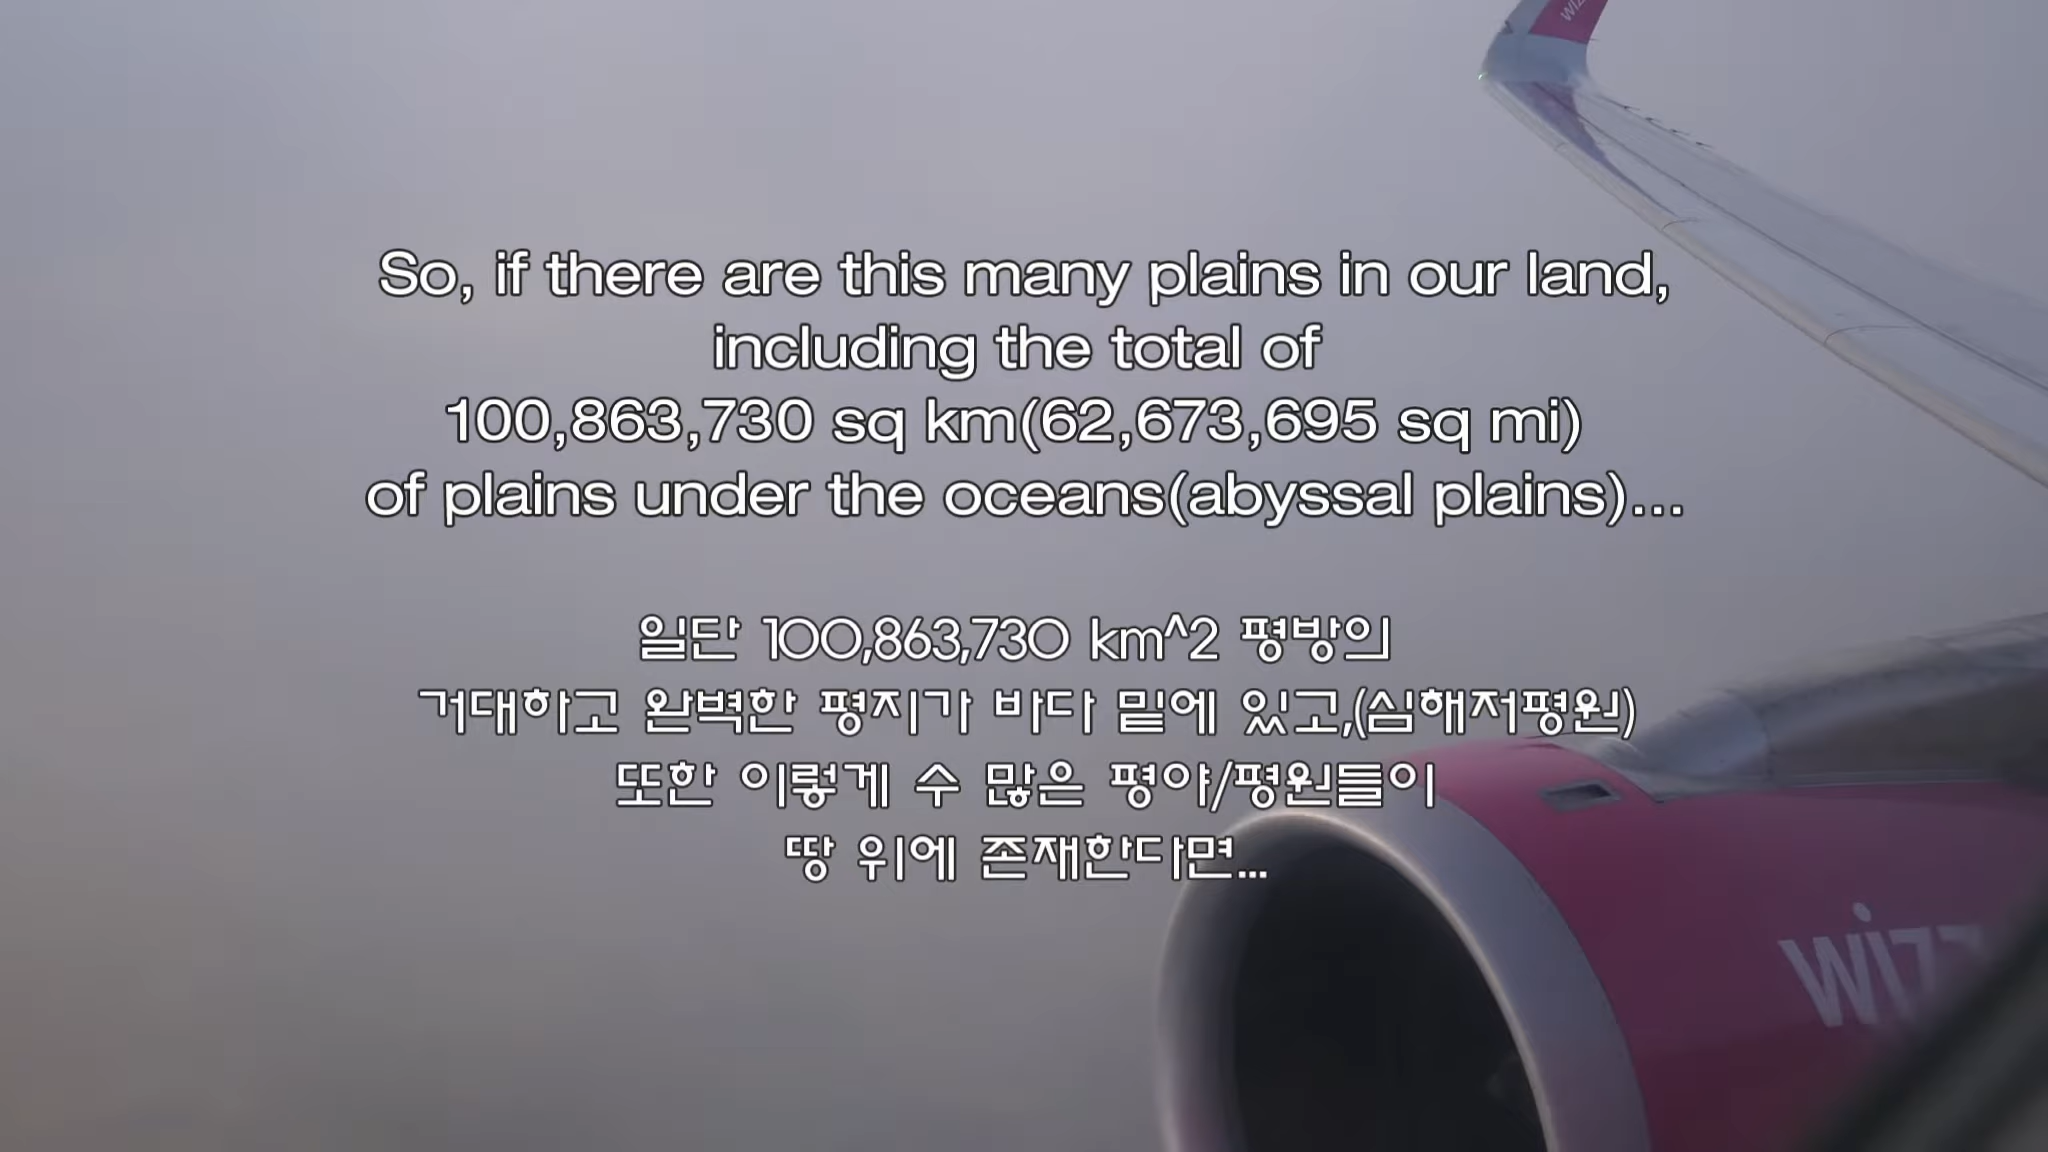 So, if there are this many plains in our land,
including the total of
100,863,730 sq km(62,673,695 sq mi)
of plains under the oceans(abyssal plains)...
일단 100,863,730 km^2 평방의
거대하고 완벽한 평지가 바다 밑에 있고,(심해저평원)
또한 이렇게 수 많은 평야/평원들이
땅 위에 존재한다면...
wizz